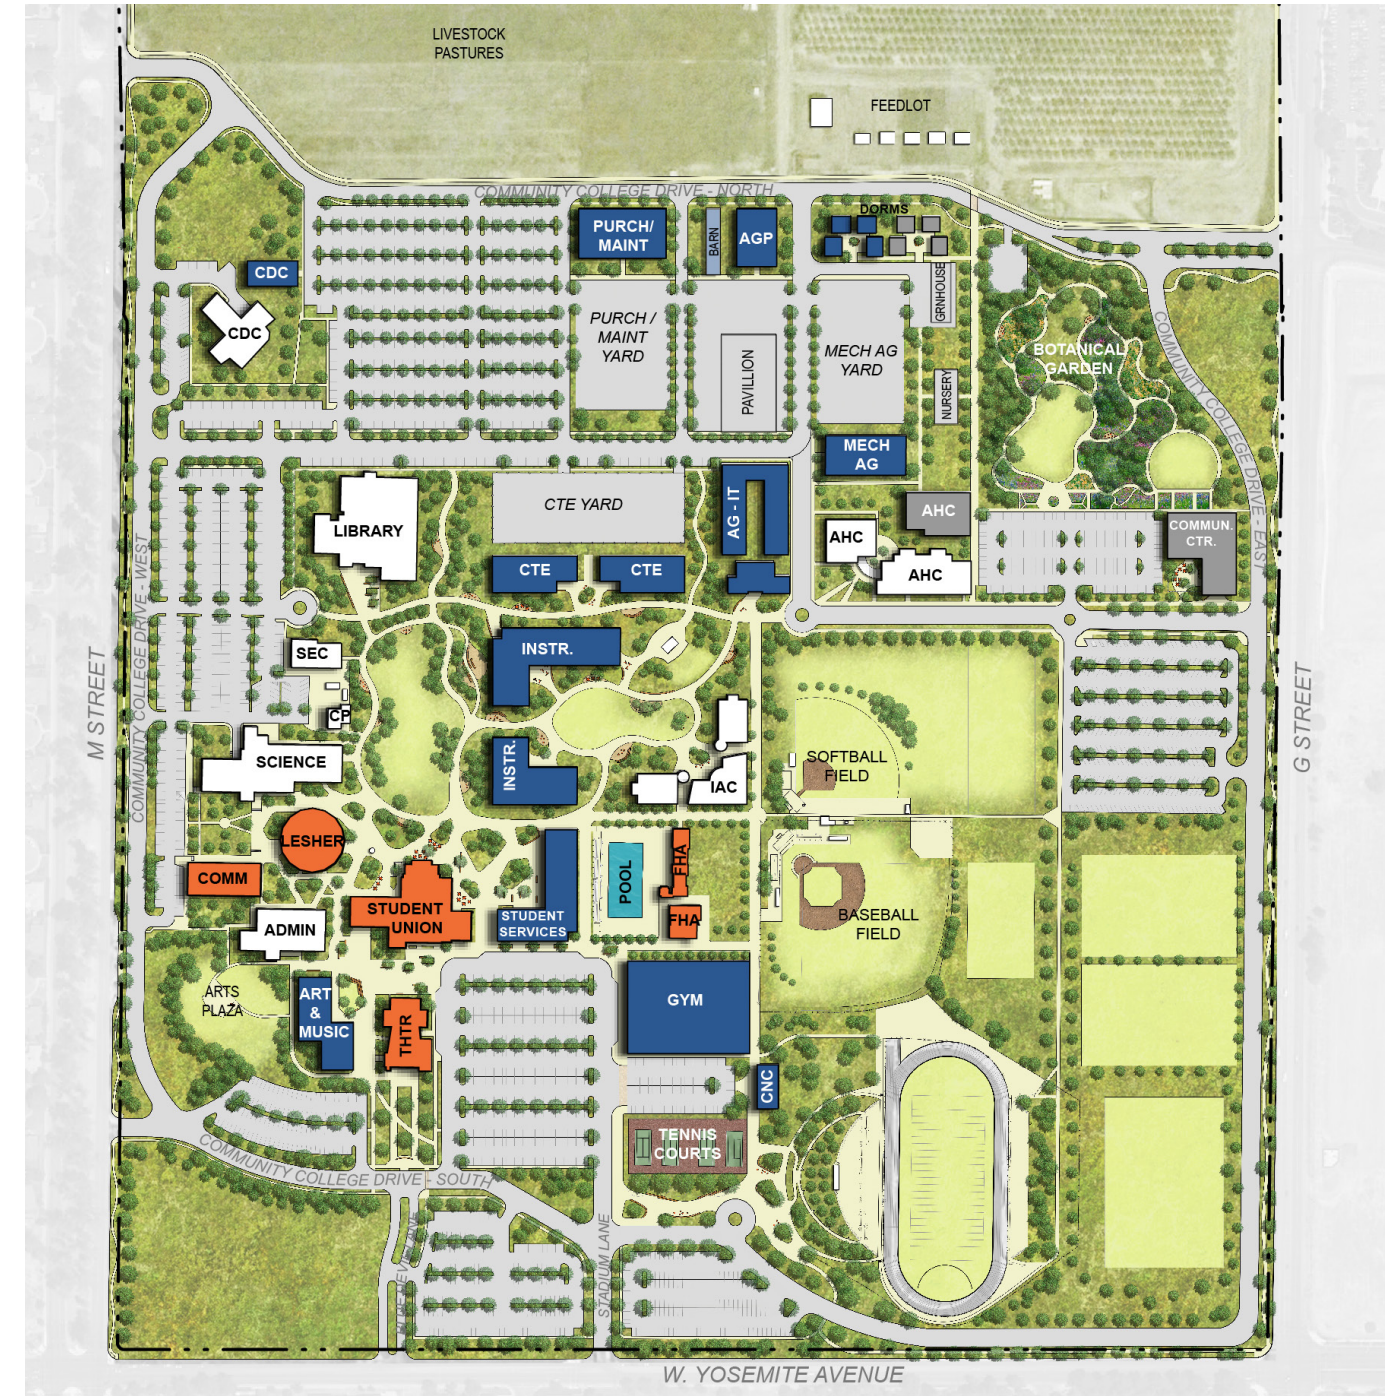 LIVESTOCK
PASTURES
FEEDLOT
COMMUNITY COLLEGE DRIVE - NORTH
DORMS
PURCH/
MAINT
BARN
AGP
CDC
CDC
GRNHOUSE
PURCH /
MAINT
YARD
PAVILLION
MECH AG
YARD
NURSERY
BOTANICAL
GARDEN
COMMUNITY COLLEGE DRIVE - EAST
MECH
AG
LIBRARY
CTE YARD
AG - IT
AHC
AHC
AHC
COMMUN.
CTR.
CTE
CTE
COMMUNITY COLLEGE DRIVE - WEST
M STREET
G STREET
SEC
INSTR.
CP
SCIENCE
INSTR.
IAC
SOFTBALL
FIELD
LESHER
COMM
STUDENT
UNION
STUDENT
SERVICES
POOL
FHA
FHA
BASEBALL
FIELD
ADMIN
ARTS
PLAZA
ART
&
MUSIC
THTR
GYM
CNC
TENNIS
COURTS
COMMUNITY COLLEGE DRIVE - SOUTH
STADIUM LANE
W. YOSEMITE AVENUE